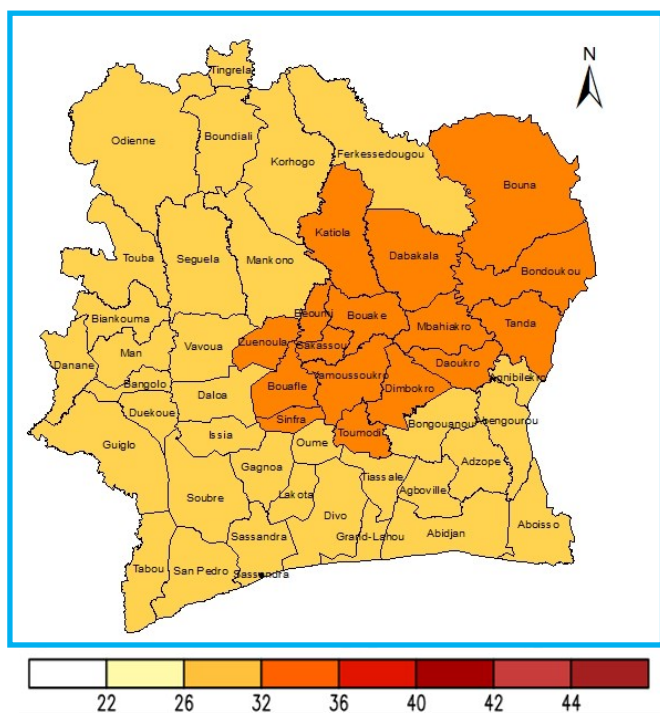 N
Tingrela
Odienne
Boundiali
Korhogo
Ferkessedougou
Bouna
Katiola
Touba
Seguela
Mankono
Dabakala
Bondoukou
Biankouma
Beoumi
Bouake
Mbahiakro
Tanda
Danane
Man
Vavoua
Cuenoula
Sakassou
Daoukro
Bangolo
Daloa
Bouafle
Yamoussoukro
Dimbokro
Agnibilekro
Duekoue
Sinfra
Bongouanou
Abengourou
Guiglo
Issia
Oume
Toumodi
Gagnoa
Adzope
Soubre
Lakota
Tiassale
Agboville
Divo
Sassandra
Grand-Lahou
Abidjan
Aboisso
Tabou
San Pedro
Sassandra
22 26 32 36 40 42 44